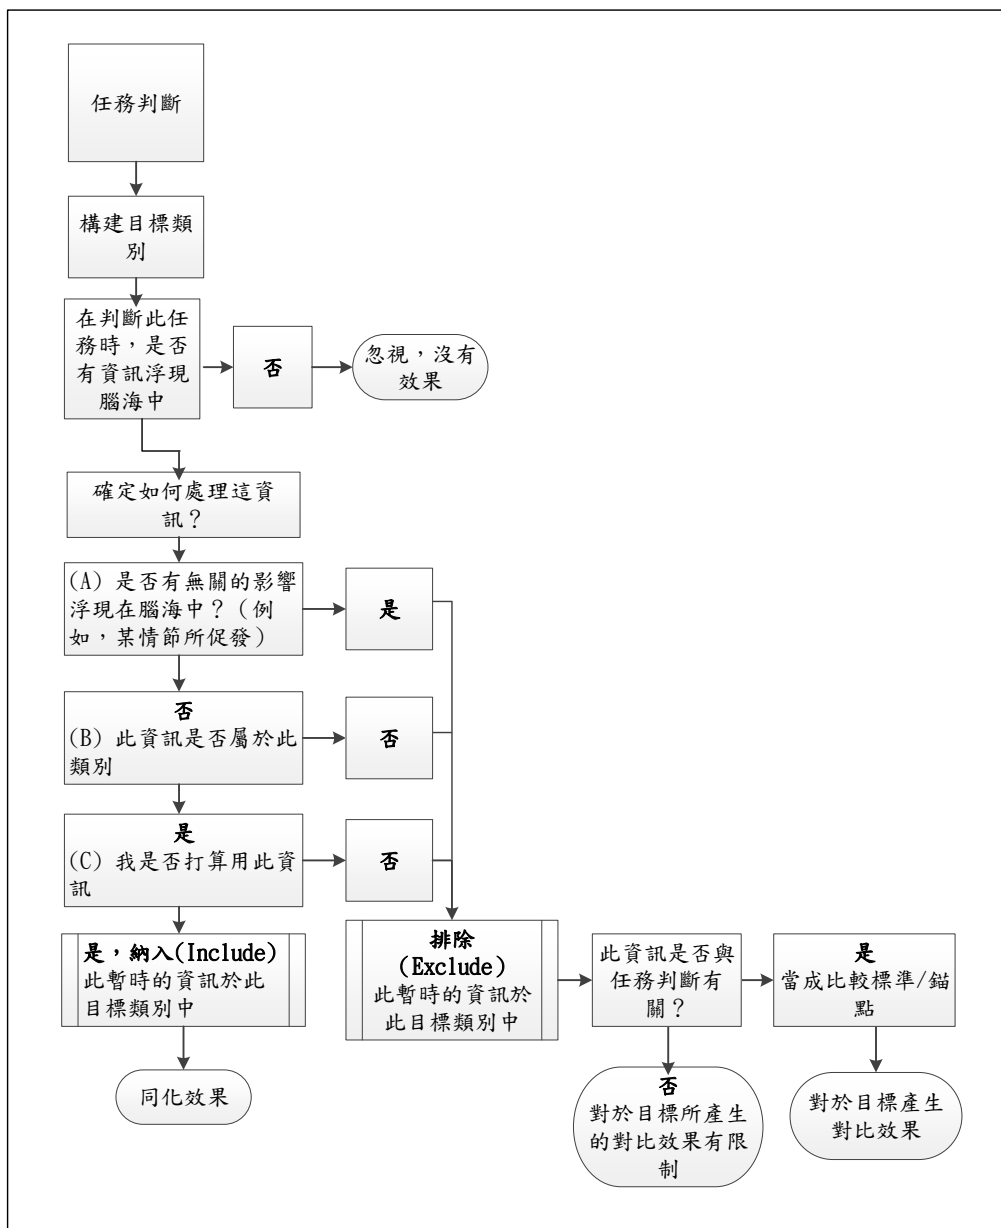 任務判斷
構建目標類
別
在判斷此任
務時，是否
有資訊浮現
腦海中
否
忽視，沒有
效果
確定如何處理這資
訊？
(A) 是否有無關的影響
浮現在腦海中？（例
如，某情節所促發）
是
否
(B) 此資訊是否屬於此
類別
否
是
(C) 我是否打算用此資
訊
否
是，納入(Include)
此暫時的資訊於此
目標類別中
排除
(Exclude)
此暫時的資訊於
此目標類別中
此資訊是否與
任務判斷有
關？
是
當成比較標準/錨
點
同化效果
否
對於目標所產生
的對比效果有限
制
對於目標產生
對比效果